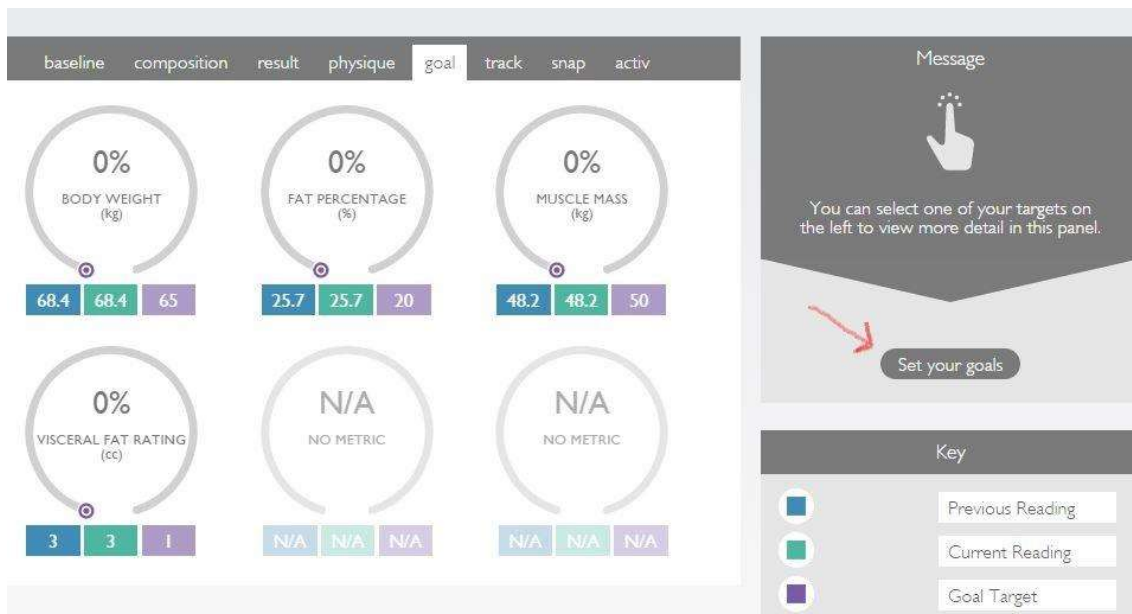 baseline composition result physique goal track snap activ
0%
BODY WEIGHT
(kg)
68.4 68.4 65
0%
FAT PERCENTAGE
(%)
25.7 25.7 20
0%
MUSCLE MASS
(kg)
48.2 48.2 50
0%
VISCERAL FAT RATING
(cc)
3 3 1
N/A
NO METRIC
N/A N/A N/A
N/A
NO METRIC
N/A N/A N/A
Message
You can select one of your targets on
the left to view more detail in this panel.
Set your goals
Key
Previous Reading
Current Reading
Goal Target